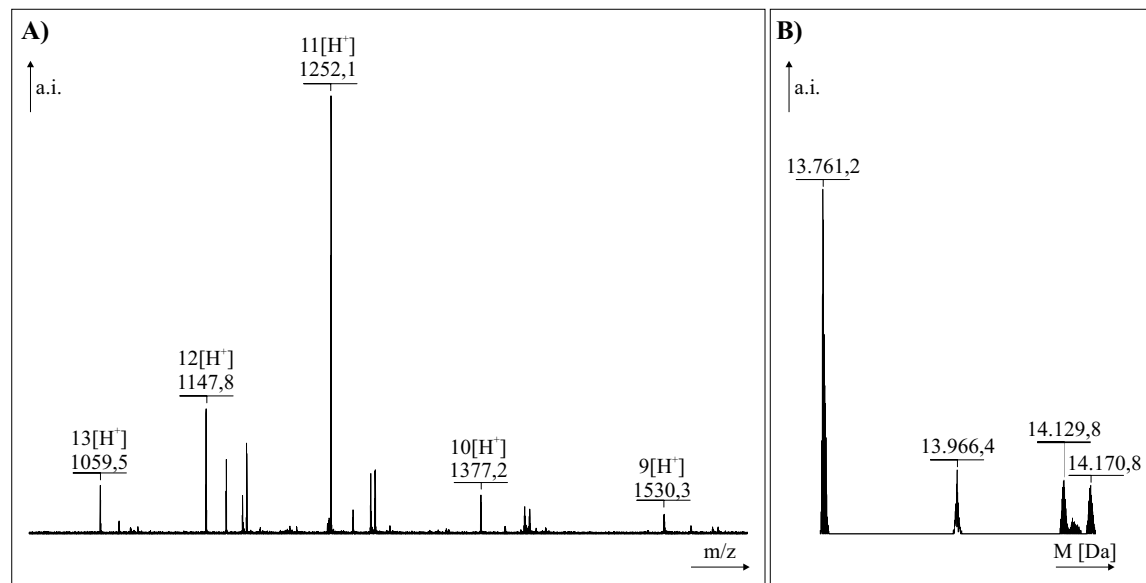 A)
a.i.
11[H⁺]
1252,1
12[H⁺]
1147,8
13[H⁺]
1059,5
10[H⁺]
1377,2
9[H⁺]
1530,3
m/z
B)
a.i.
13.761,2
13.966,4
14.129,8
14.170,8
M [Da]